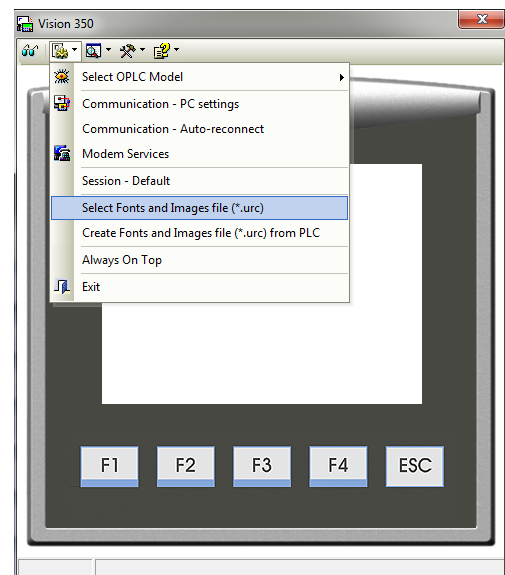 Vision 350
Select OPLC Model
Communication - PC settings
Communication - Auto-reconnect
Modem Services
Session - Default
Select Fonts and Images file (*.urc)
Create Fonts and Images file (*.urc) from PLC
Always On Top
Exit
F1 F2 F3 F4 ESC